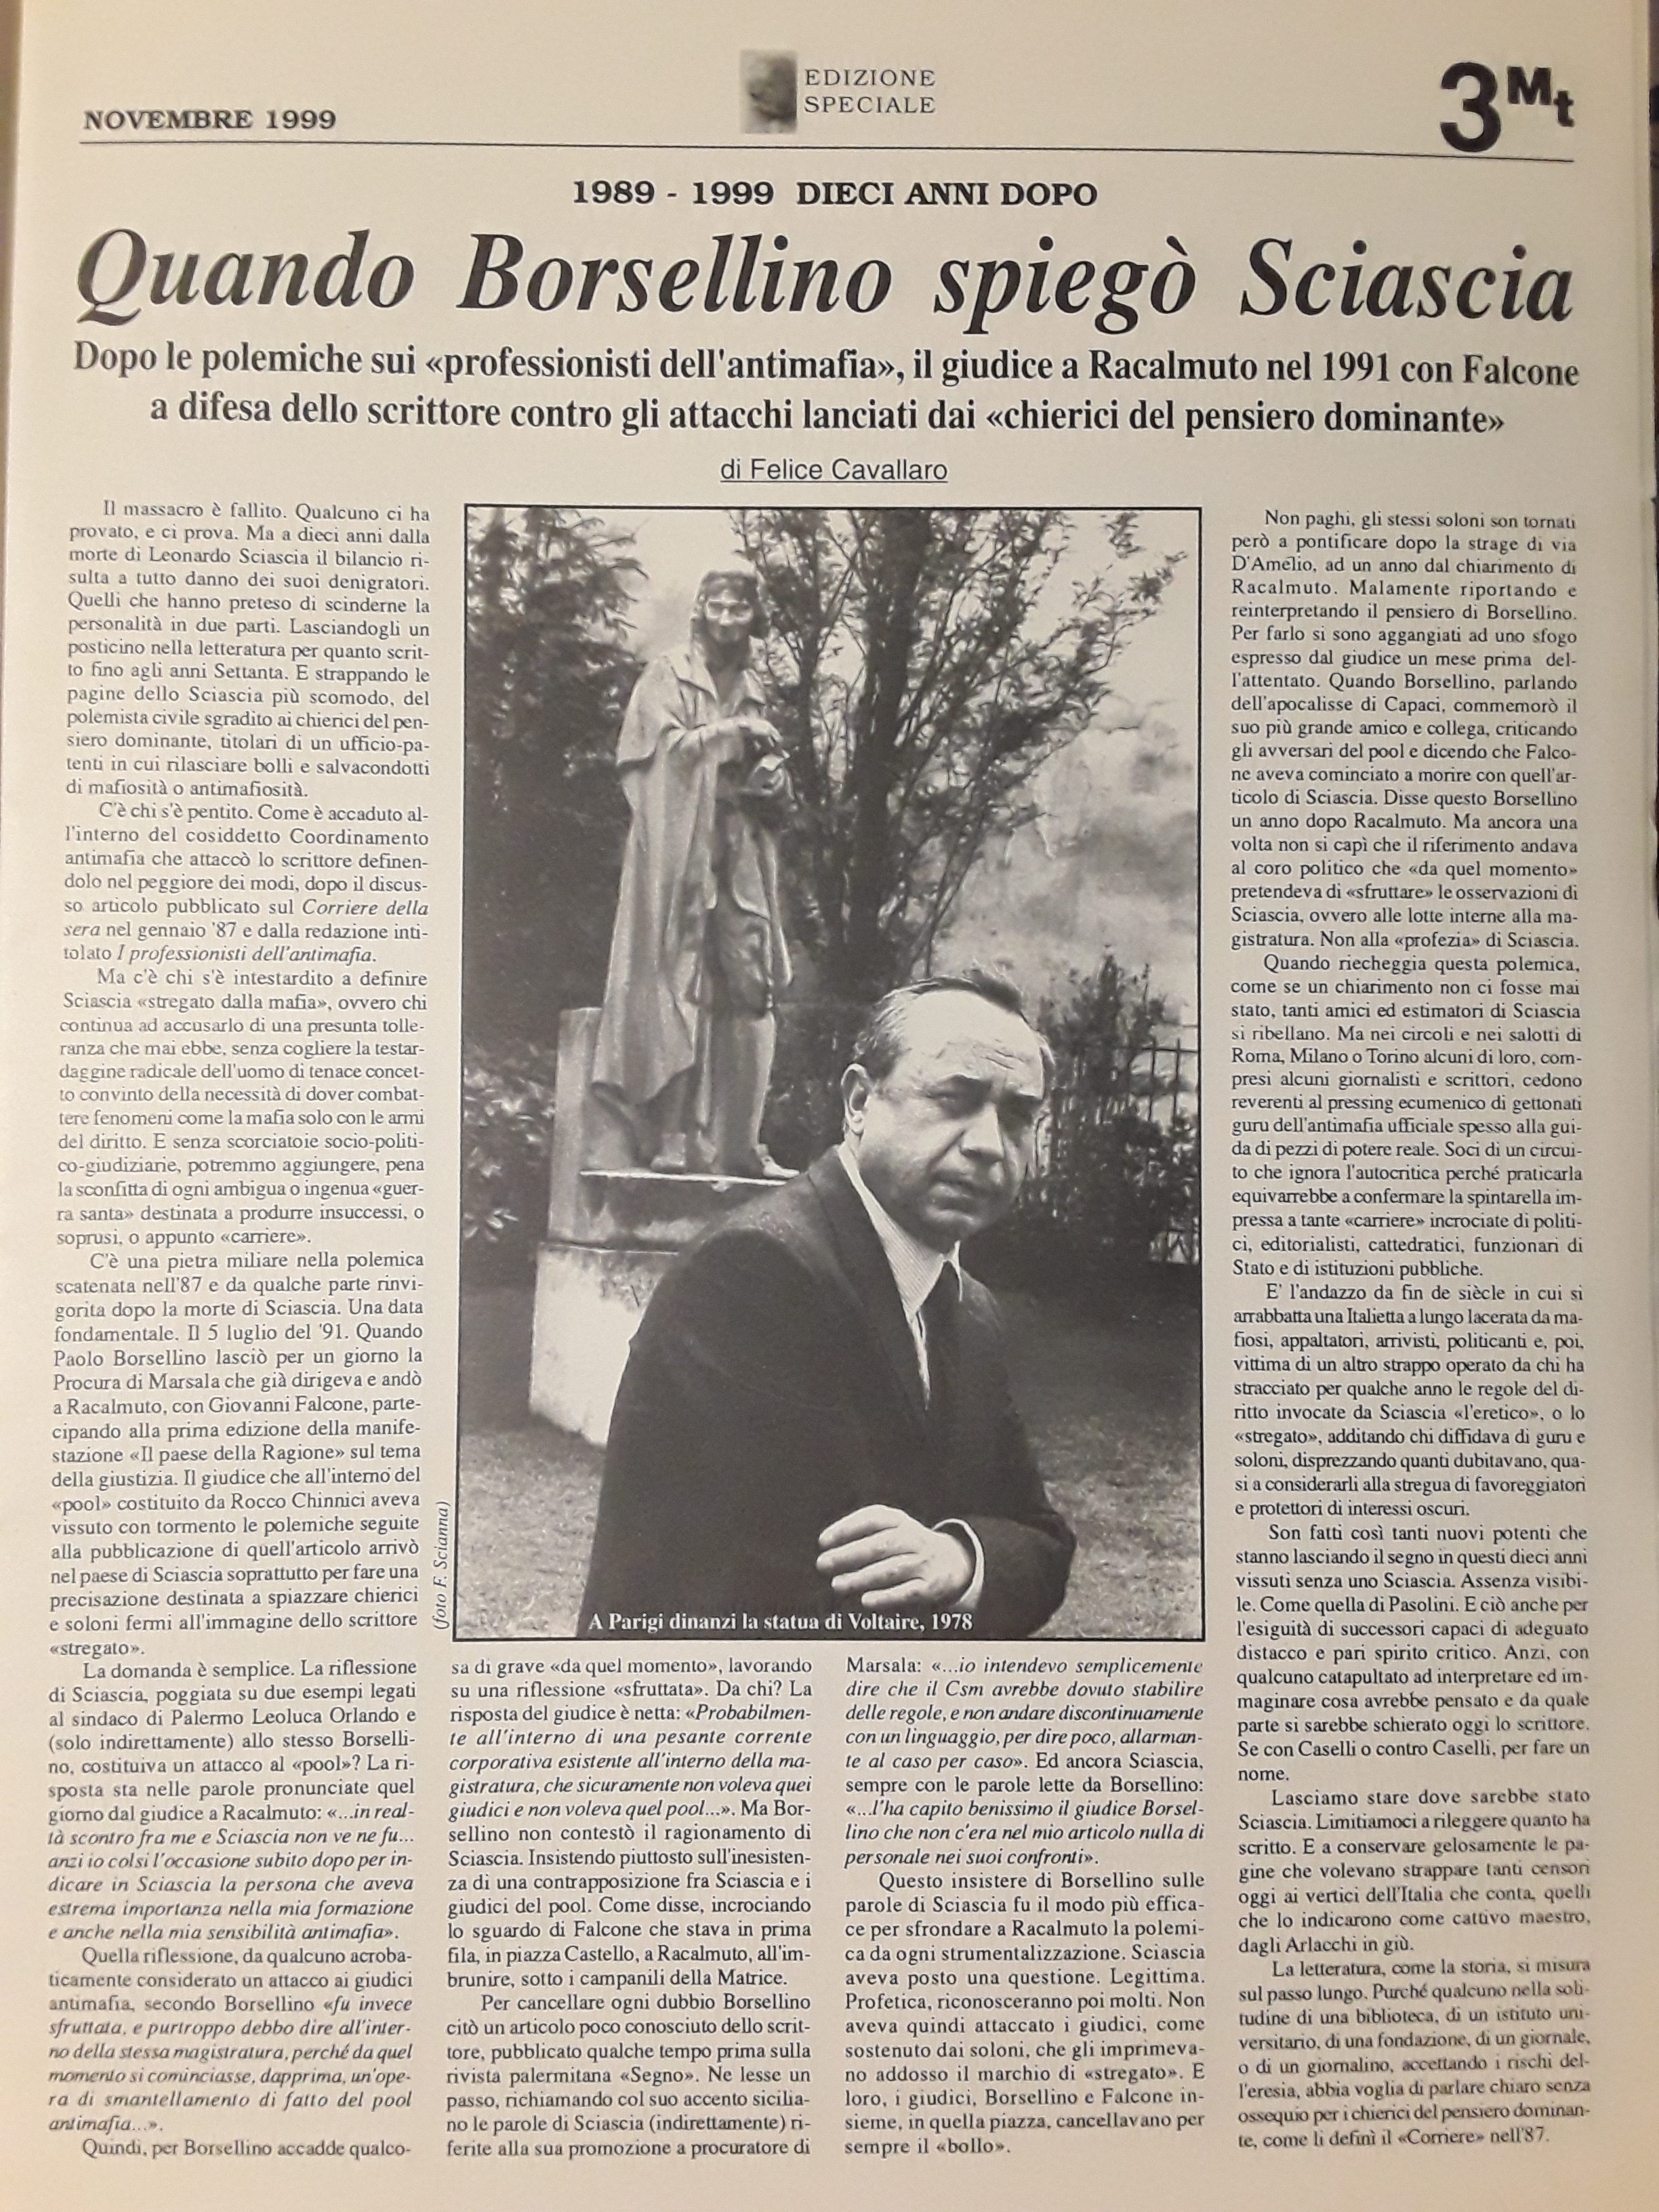 NOVEMBRE 1999
EDIZIONE
SPECIALE
3Mt
1989 - 1999 DIECI ANNI DOPO
Quando Borsellino spiegò Sciascia
Dopo le polemiche sui «professionisti dell'antimafia», il giudice a Racalmuto nel 1991 con Falcone
a difesa dello scrittore contro gli attacchi lanciati dai «chierici del pensiero dominante»
di Felice Cavallaro
Il massacro è fallito. Qualcuno ci ha
provato, e ci prova. Ma a dieci anni dalla
morte di Leonardo Sciascia il bilancio ri-
sulta a tutto danno dei suoi denigratori.
Quelli che hanno preteso di scinderne la
personalità in due parti. Lasciandogli un
posticino nella letteratura per quanto scrit-
to fino agli anni Settanta. E strappando le
pagine dello Sciascia più scomodo, del
polemista civile sgradito ai chierici del pen-
siero dominante, titolari di un ufficio-pa-
tenti in cui rilasciare bolli e salvacondotti
di mafiosità o antimafiosità.
C'è chi s'è pentito. Come è accaduto al-
l'interno del cosiddetto Coordinamento
antimafia che attaccò lo scrittore definen-
dolo nel peggiore dei modi, dopo il discus-
so articolo pubblicato sul Corriere della
sera nel gennaio '87 e dalla redazione inti-
tolato I professionisti dell'antimafia.
Ma c'è chi s'è intestardito a definire
Sciascia «stregato dalla mafia», ovvero chi
continua ad accusarlo di una presunta tolle-
ranza che mai ebbe, senza cogliere la testar-
daggine radicale dell'uomo di tenace concet-
to convinto della necessità di dover combat-
tere fenomeni come la mafia solo con le armi
del diritto. E senza scorciatoie socio-politi-
co-giudiziarie, potremmo aggiungere, pena
la sconfitta di ogni ambigua o ingenua «guer-
ra santa» destinata a produrre insuccessi, o
soprusi, o appunto «carriere».
C'è una pietra miliare nella polemica
scatenata nell'87 e da qualche parte rinvi-
gorita dopo la morte di Sciascia. Una data
fondamentale. Il 5 luglio del '91. Quando
Paolo Borsellino lasciò per un giorno la
Procura di Marsala che già dirigeva e andò
a Racalmuto, con Giovanni Falcone, parte-
cipando alla prima edizione della manife-
stazione «Il paese della Ragione» sul tema
della giustizia. Il giudice che all'interno del
«pool» costituito da Rocco Chinnici aveva
vissuto con tormento le polemiche seguite
alla pubblicazione di quell'articolo arrivò
nel paese di Sciascia soprattutto per fare una
precisazione destinata a spiazzare chierici
e soloni fermi all'immagine dello scrittore
«stregato».
La domanda è semplice. La riflessione
di Sciascia, poggiata su due esempi legati
al sindaco di Palermo Leoluca Orlando e
(solo indirettamente) allo stesso Borselli-
no, costituiva un attacco al «pool»? La ri-
sposta sta nelle parole pronunciate quel
giorno dal giudice a Racalmuto: «...in real-
tà scontro fra me e Sciascia non ve ne fu...
anzi io colsi l'occasione subito dopo per in-
dicare in Sciascia la persona che aveva
estrema importanza nella mia formazione
e anche nella mia sensibilità antimafia».
Quella riflessione, da qualcuno acroba-
ticamente considerato un attacco ai giudici
antimafia, secondo Borsellino «fu invece
sfruttata, e purtroppo debbo dire all'inter-
no della stessa magistratura, perché da quel
momento si cominciasse, dapprima, un'ope-
ra di smantellamento di fatto del pool
antimafia...».
Quindi, per Borsellino accadde qualco-
(foto F. Scianna)
A Parigi dinanzi la statua di Voltaire, 1978
sa di grave «da quel momento», lavorando
su una riflessione «sfruttata». Da chi? La
risposta del giudice è netta: «Probabilmen-
te all'interno di una pesante corrente
corporativa esistente all'interno della ma-
gistratura, che sicuramente non voleva quei
giudici e non voleva quel pool...». Ma Bor-
sellino non contestò il ragionamento di
Sciascia. Insistendo piuttosto sull'inesisten-
za di una contrapposizione fra Sciascia e i
giudici del pool. Come disse, incrociando
lo sguardo di Falcone che stava in prima
fila, in piazza Castello, a Racalmuto, all'im-
brunire, sotto i campanili della Matrice.
Per cancellare ogni dubbio Borsellino
citò un articolo poco conosciuto dello scrit-
tore, pubblicato qualche tempo prima sulla
rivista palermitana «Segno». Ne lesse un
passo, richiamando col suo accento sicilia-
no le parole di Sciascia (indirettamente) ri-
ferite alla sua promozione a procuratore di
Marsala: «...io intendevo semplicemente
dire che il Csm avrebbe dovuto stabilire
delle regole, e non andare discontinuamente
con un linguaggio, per dire poco, allarman-
te al caso per caso». Ed ancora Sciascia,
sempre con le parole lette da Borsellino:
«...l'ha capito benissimo il giudice Borsel-
lino che non c'era nel mio articolo nulla di
personale nei suoi confronti».
Questo insistere di Borsellino sulle
parole di Sciascia fu il modo più effica-
ce per sfrondare a Racalmuto la polemi-
ca da ogni strumentalizzazione. Sciascia
aveva posto una questione. Legittima.
Profetica, riconosceranno poi molti. Non
aveva quindi attaccato i giudici, come
sostenuto dai soloni, che gli imprimeva-
no addosso il marchio di «stregato». E
loro, i giudici, Borsellino e Falcone in-
sieme, in quella piazza, cancellavano per
sempre il «bollo».
Non paghi, gli stessi soloni son tornati
però a pontificare dopo la strage di via
D'Amelio, ad un anno dal chiarimento di
Racalmuto. Malamente riportando e
reinterpretando il pensiero di Borsellino.
Per farlo si sono aggangiati ad uno sfogo
espresso dal giudice un mese prima del-
l'attentato. Quando Borsellino, parlando
dell'apocalisse di Capaci, commemorò il
suo più grande amico e collega, criticando
gli avversari del pool e dicendo che Falco-
ne aveva cominciato a morire con quell'ar-
ticolo di Sciascia. Disse questo Borsellino
un anno dopo Racalmuto. Ma ancora una
volta non si capì che il riferimento andava
al coro politico che «da quel momento»
pretendeva di «sfruttare» le osservazioni di
Sciascia, ovvero alle lotte interne alla ma-
gistratura. Non alla «profezia» di Sciascia.
Quando riecheggia questa polemica,
come se un chiarimento non ci fosse mai
stato, tanti amici ed estimatori di Sciascia
si ribellano. Ma nei circoli e nei salotti di
Roma, Milano o Torino alcuni di loro, com-
presi alcuni giornalisti e scrittori, cedono
reverenti al pressing ecumenico di gettonati
guru dell'antimafia ufficiale spesso alla gui-
da di pezzi di potere reale. Soci di un circui-
to che ignora l'autocritica perché praticarla
equivarrebbe a confermare la spintarella im-
pressa a tante «carriere» incrociate di politi-
ci, editorialisti, cattedratici, funzionari di
Stato e di istituzioni pubbliche.
E' l'andazzo da fin de siècle in cui si
arrabbatta una Italietta a lungo lacerata da ma-
fiosi, appaltatori, arrivisti, politicanti e, poi,
vittima di un altro strappo operato da chi ha
stracciato per qualche anno le regole del di-
ritto invocate da Sciascia «l'eretico», o lo
«stregato», additando chi diffidava di guru e
soloni, disprezzando quanti dubitavano, qua-
si a considerarli alla stregua di favoreggiatori
e protettori di interessi oscuri.
Son fatti così tanti nuovi potenti che
stanno lasciando il segno in questi dieci anni
vissuti senza uno Sciascia. Assenza visibi-
le. Come quella di Pasolini. E ciò anche per
l'esiguità di successori capaci di adeguato
distacco e pari spirito critico. Anzi, con
qualcuno catapultato ad interpretare ed im-
maginare cosa avrebbe pensato e da quale
parte si sarebbe schierato oggi lo scrittore.
Se con Caselli o contro Caselli, per fare un
nome.
Lasciamo stare dove sarebbe stato
Sciascia. Limitiamoci a rileggere quanto ha
scritto. E a conservare gelosamente le pa-
gine che volevano strappare tanti censori
oggi ai vertici dell'Italia che conta, quelli
che lo indicarono come cattivo maestro,
dagli Arlacchi in giù.
La letteratura, come la storia, si misura
sul passo lungo. Purché qualcuno nella soli-
tudine di una biblioteca, di un istituto uni-
versitario, di una fondazione, di un giornale,
o di un giornalino, accettando i rischi del-
l'eresia, abbia voglia di parlare chiaro senza
ossequio per i chierici del pensiero dominan-
te, come li definì il «Corriere» nell'87.